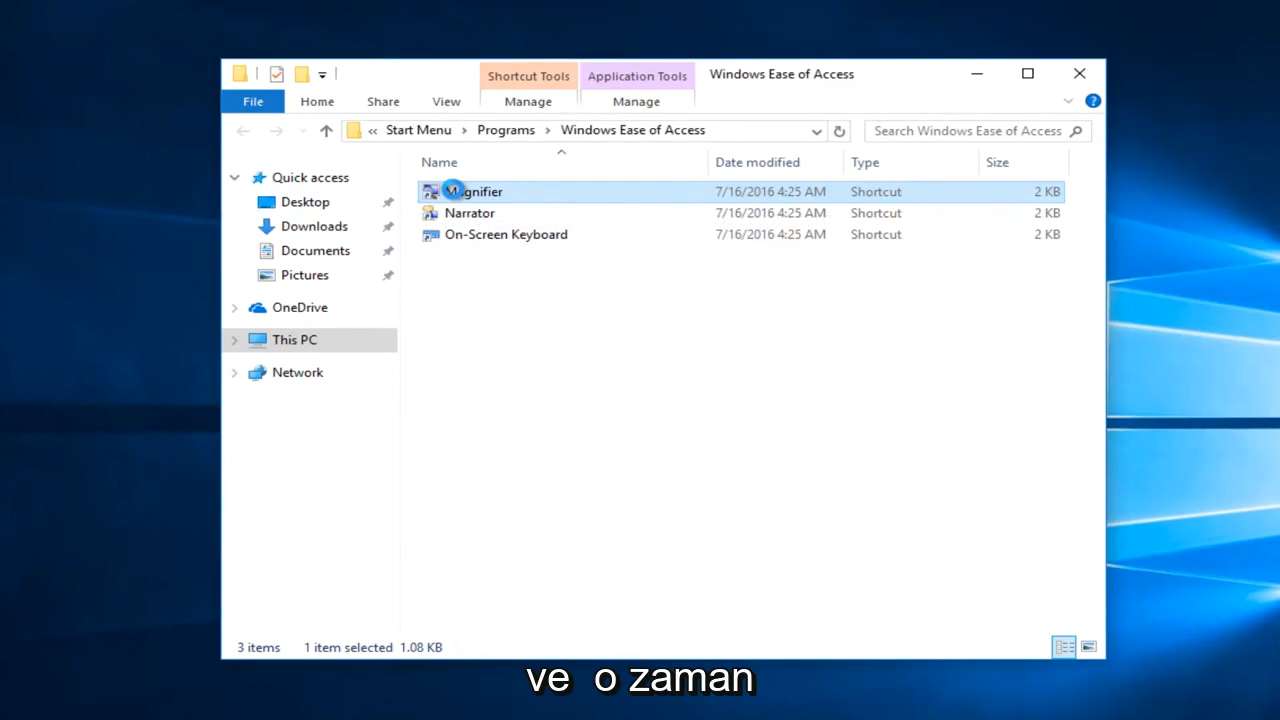 Shortcut Tools Application Tools Windows Ease of Access
File Home Share View Manage Manage
« Start Menu Programs Windows Ease of Access Search Windows Ease of Access
Name Date modified Type Size
Quick access
Desktop
Downloads
Documents
Pictures
OneDrive
This PC
Network
Magnifier 7/16/2016 4:25 AM Shortcut 2 KB
Narrator 7/16/2016 4:25 AM Shortcut 2 KB
On-Screen Keyboard 7/16/2016 4:25 AM Shortcut 2 KB
3 items 1 item selected 1.08 KB
ve o zaman